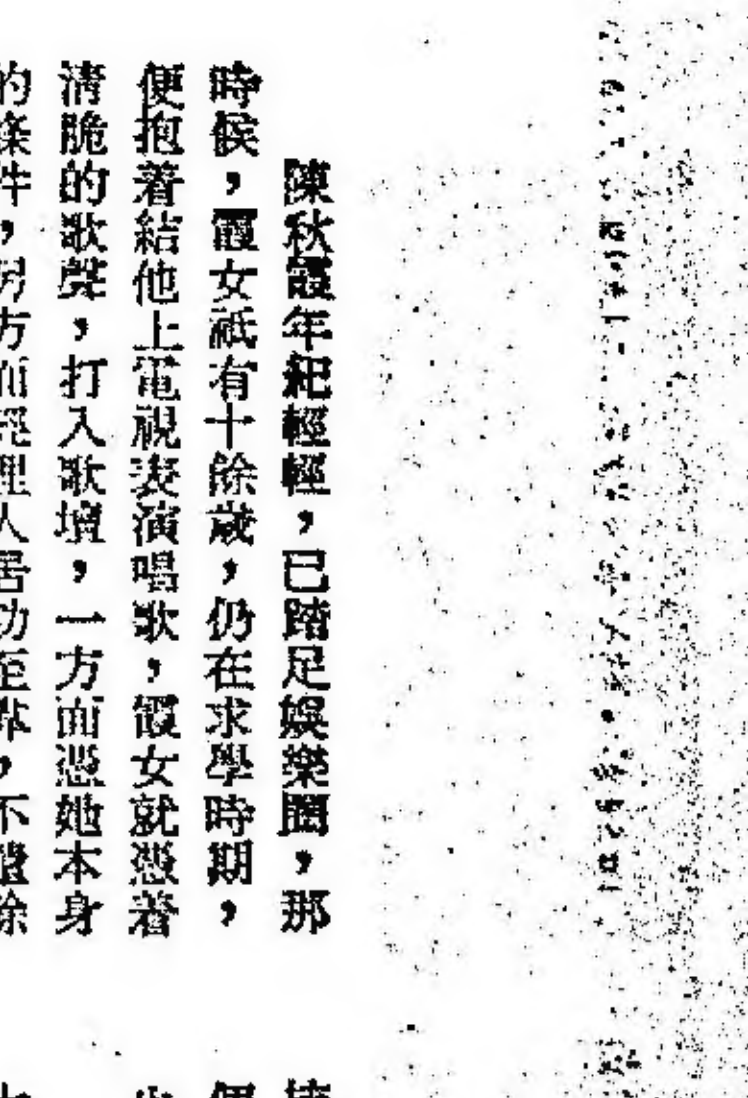 陳秋霞年紀輕輕,已踏足娛樂圈,那
時候,霞女祇有十餘歲,仍在求學時期,
便抱着結他上電視表演唱歌,霞女就憑着
清脆的歌聲,打入歌壇,一方面憑她本身
的條件,另方面經理人居功至